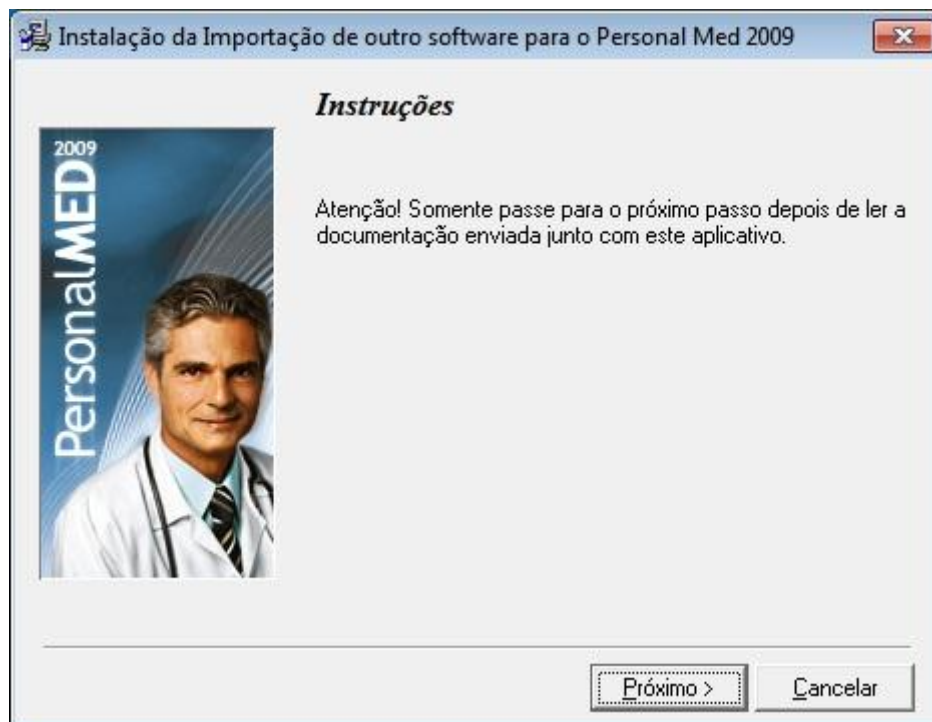 Instalação da Importação de outro software para o Personal Med 2009
Instruções
2009
PersonalMED
Atenção! Somente passe para o próximo passo depois de ler a
documentação enviada junto com este aplicativo.
Próximo >
Cancelar